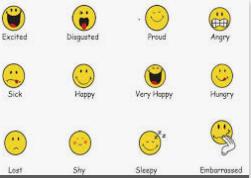 Excited Disgusted Proud Angry
Sick Happy Very Happy Hungry
Lost Shy Sleepy Embarrassed